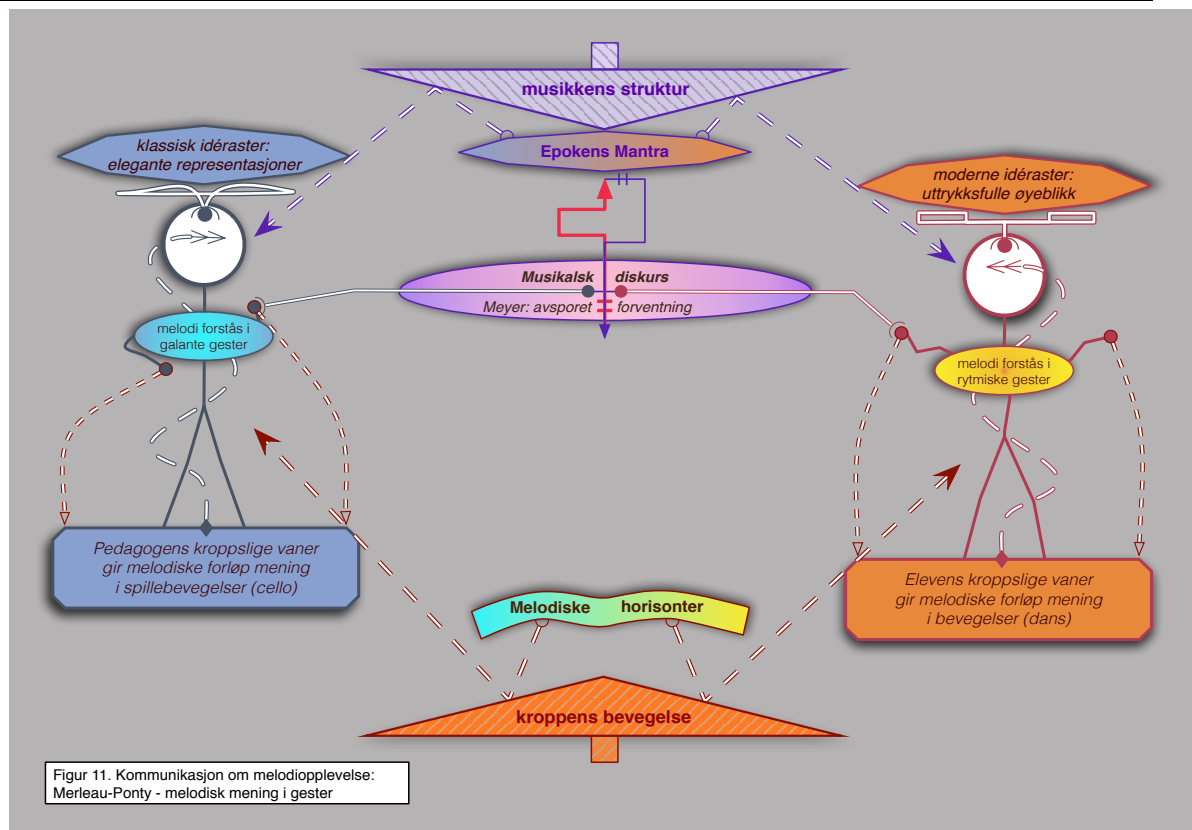 musikkens struktur
klassisk idéraster:
elegante representasjoner
Epokens Mantra
moderne idéraster:
uttrykksfulle øyeblikk
Musikalsk diskurs
Meyer: avsporet forventning
melodi forstås i
galante gester
melodi forstås i
rytmiske gester
Pedagogens kroppslige vaner
gir melodiske forløp mening
i spillebevegelser (cello)
Elevens kroppslige vaner
gir melodiske forløp mening
i bevegelser (dans)
Melodiske horisonter
kroppens bevegelse
Figur 11. Kommunikasjon om melodiopplevelse:
Merleau-Ponty - melodisk mening i gester